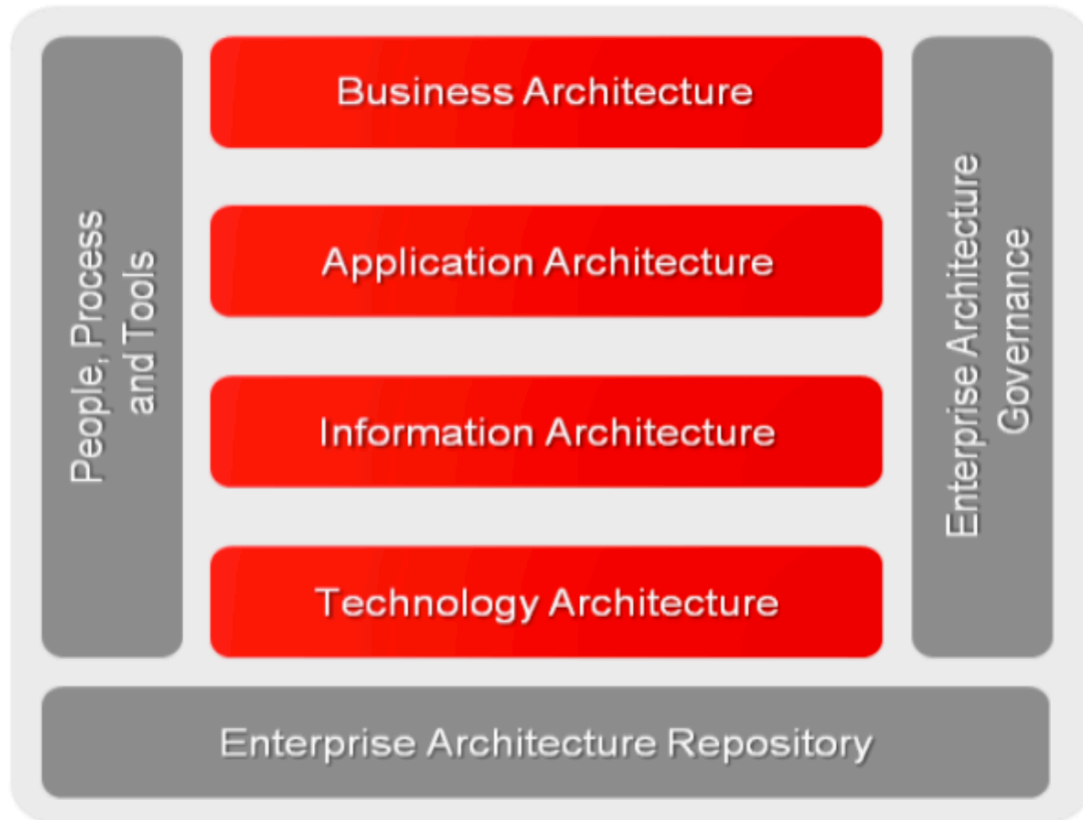 People, Process
and Tools
Business Architecture
Application Architecture
Information Architecture
Technology Architecture
Enterprise Architecture
Governance
Enterprise Architecture Repository